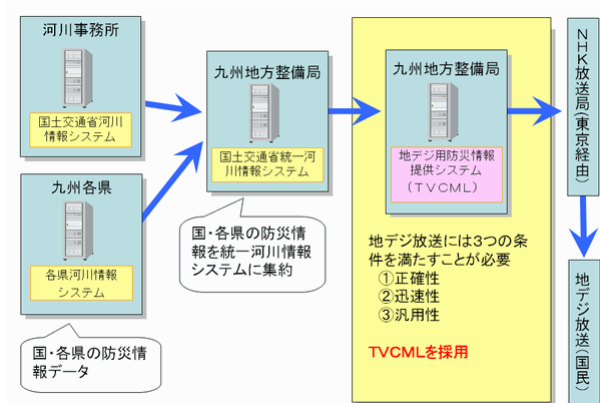 河川事務所
国土交通省河川
情報システム
九州各県
各県河川情報
システム
国・各県の防災情
報データ
九州地方整備局
国土交通省統一河
川情報システム
国・各県の防災情
報を統一河川情報
システムに集約
九州地方整備局
地デジ用防災情報
提供システム
(TVCML)
地デジ放送には3つの条
件を満たすことが必要
①正確性
②迅速性
③汎用性
TVCMLを採用
NHK放送局(東京経由)
地デジ放送(国民)